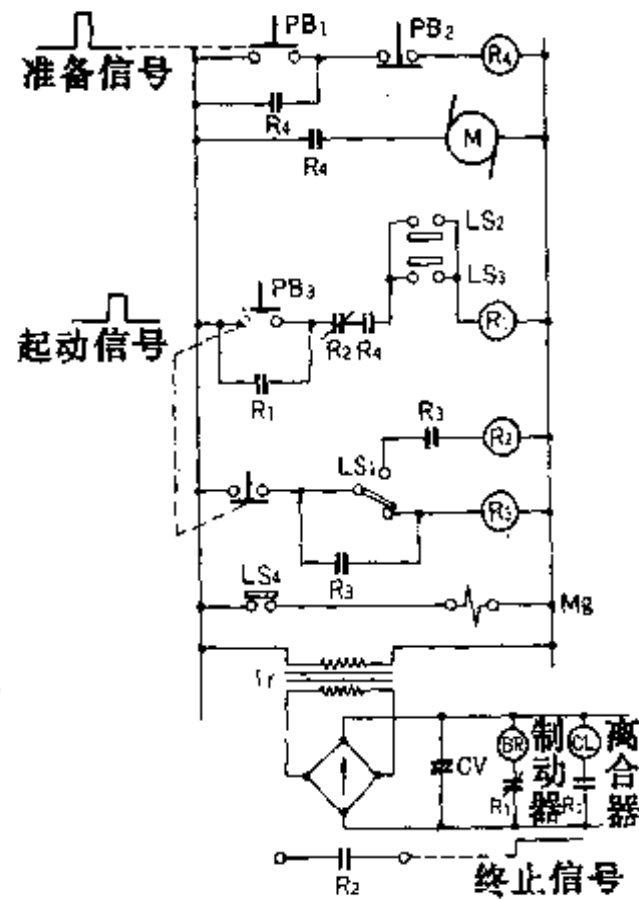 PB₁
PB₂
R₄
准备信号
R₄
R₄
M
LS₂
LS₃
PB₃
起动信号
R₂ R₄
R₁
R₁
R₃
R₂
LS₁
R₃
R₃
LS₄
Mg
Tr
BR
制动器
CL
离合器
CV
R₁
R₂
终止信号